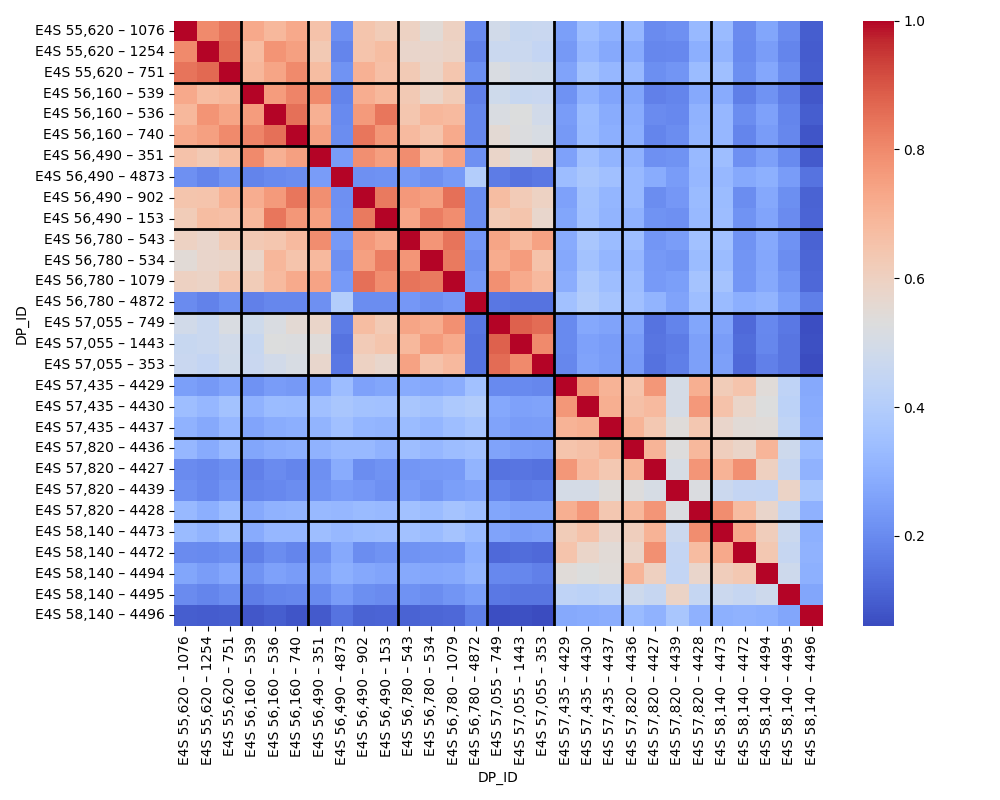 E4S 55,620 – 1076
E4S 55,620 – 1254
E4S 55,620 – 751
E4S 56,160 – 539
E4S 56,160 – 536
E4S 56,160 – 740
E4S 56,490 – 351
E4S 56,490 – 4873
E4S 56,490 – 902
E4S 56,490 – 153
E4S 56,780 – 543
E4S 56,780 – 534
E4S 56,780 – 1079
E4S 56,780 – 4872
E4S 57,055 – 749
E4S 57,055 – 1443
E4S 57,055 – 353
E4S 57,435 – 4429
E4S 57,435 – 4430
E4S 57,435 – 4437
E4S 57,820 – 4436
E4S 57,820 – 4427
E4S 57,820 – 4439
E4S 57,820 – 4428
E4S 58,140 – 4473
E4S 58,140 – 4472
E4S 58,140 – 4494
E4S 58,140 – 4495
E4S 58,140 – 4496
DP_ID
E4S 55,620 – 1076
E4S 55,620 – 1254
E4S 55,620 – 751
E4S 56,160 – 539
E4S 56,160 – 536
E4S 56,160 – 740
E4S 56,490 – 351
E4S 56,490 – 4873
E4S 56,490 – 902
E4S 56,490 – 153
E4S 56,780 – 543
E4S 56,780 – 534
E4S 56,780 – 1079
E4S 56,780 – 4872
E4S 57,055 – 749
E4S 57,055 – 1443
E4S 57,055 – 353
E4S 57,435 – 4429
E4S 57,435 – 4430
E4S 57,435 – 4437
E4S 57,820 – 4436
E4S 57,820 – 4427
E4S 57,820 – 4439
E4S 57,820 – 4428
E4S 58,140 – 4473
E4S 58,140 – 4472
E4S 58,140 – 4494
E4S 58,140 – 4495
E4S 58,140 – 4496
DP_ID
1.0
0.8
0.6
0.4
0.2